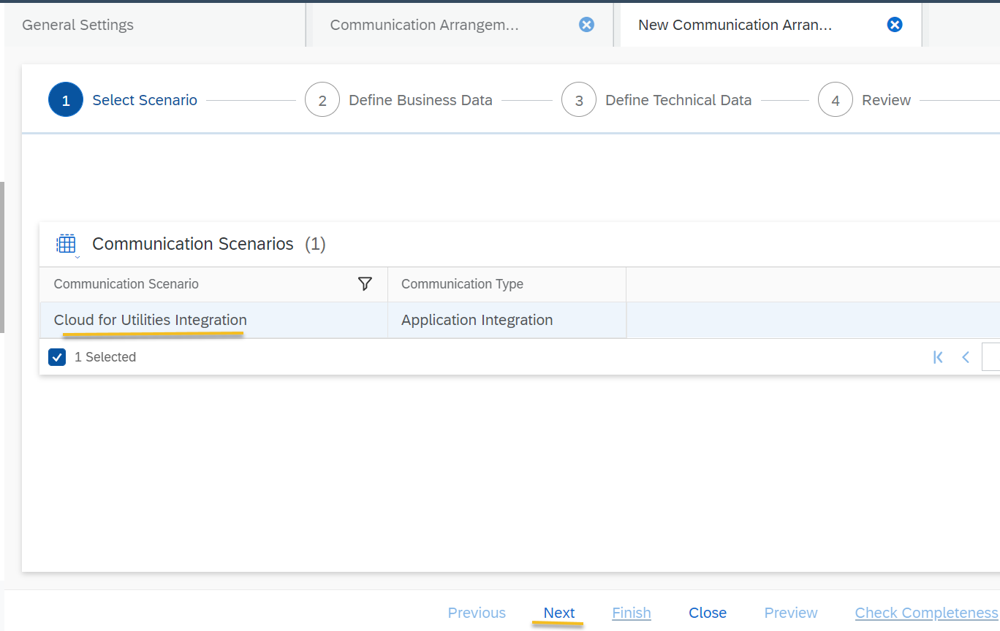 General Settings
Communication Arrangem...
New Communication Arran...
1 Select Scenario
2 Define Business Data
3 Define Technical Data
4 Review
Communication Scenarios (1)
Communication Scenario
Communication Type
Cloud for Utilities Integration
Application Integration
1 Selected
Previous
Next
Finish
Close
Preview
Check Completeness